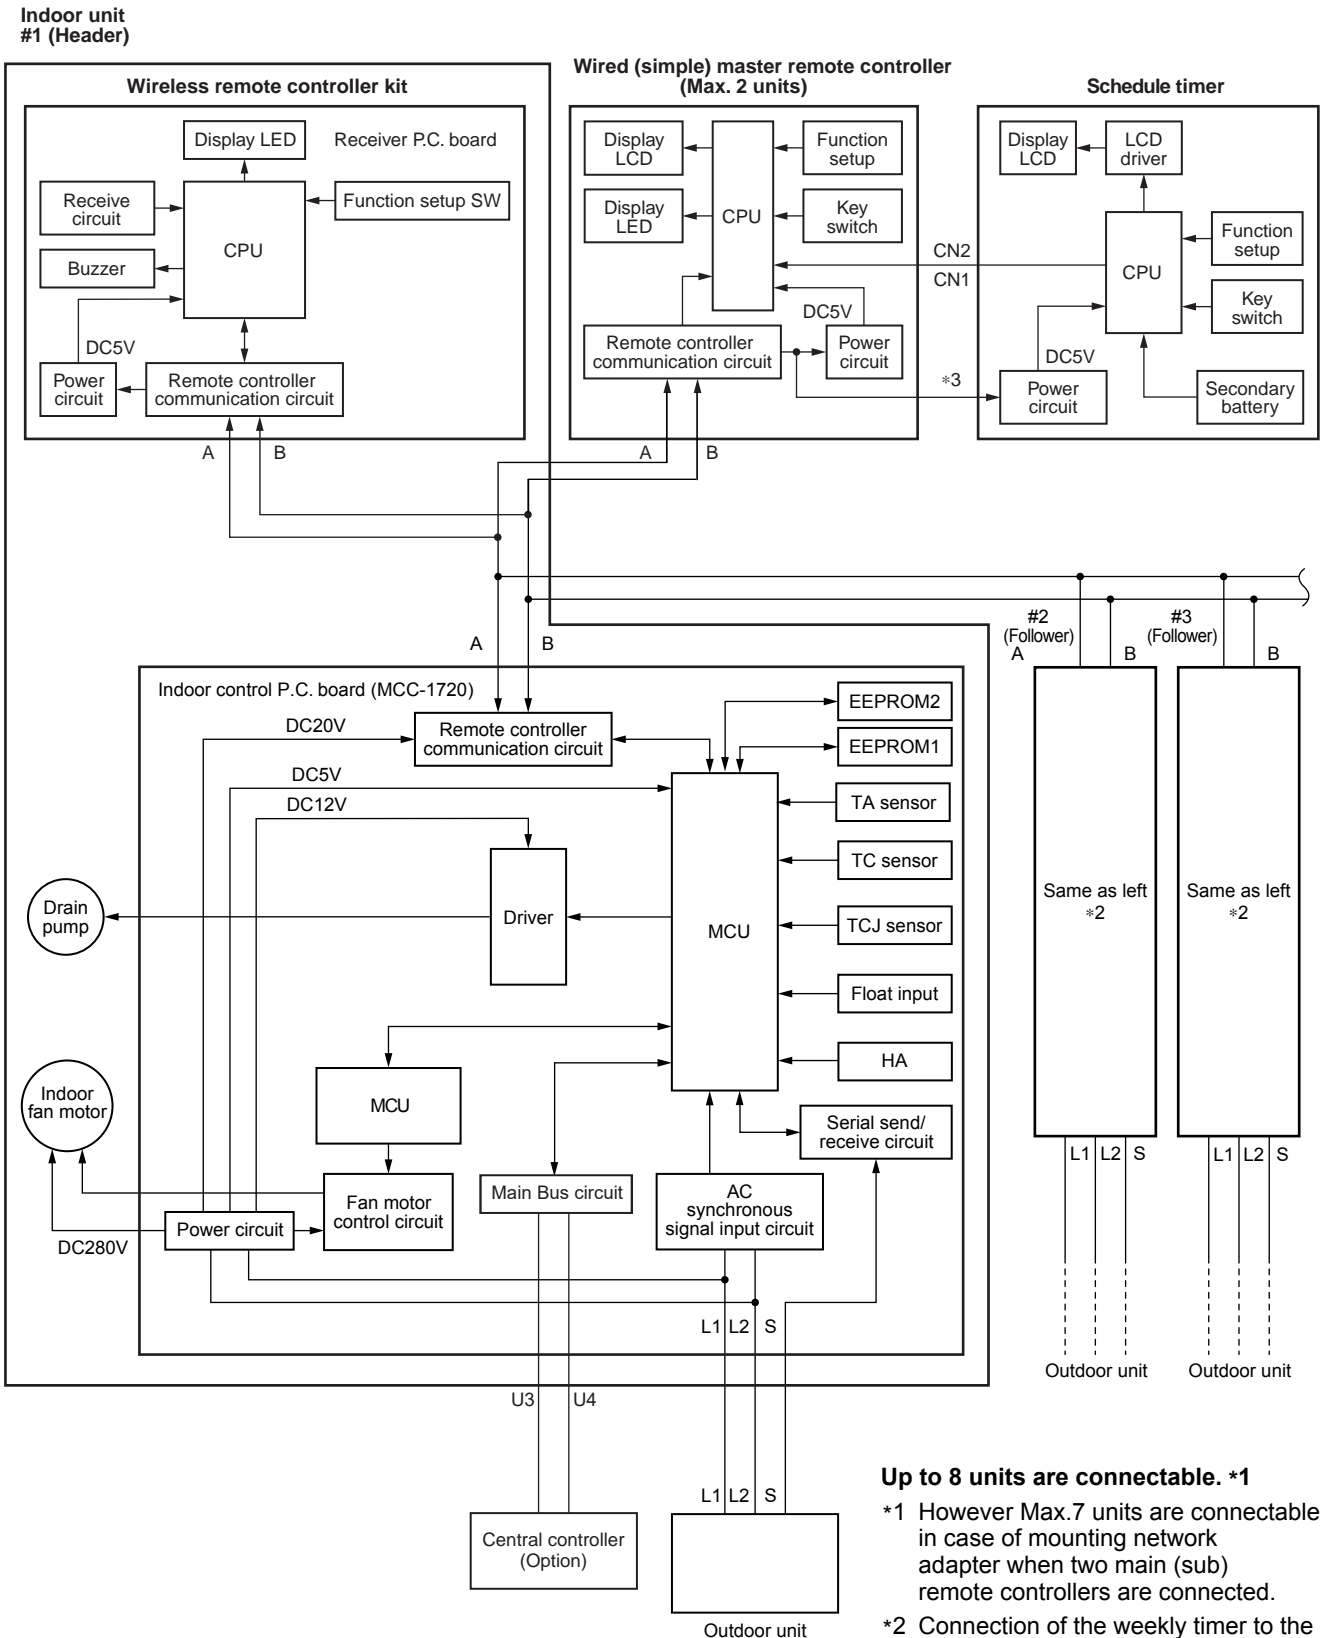 Indoor unit
#1 (Header)
Wireless remote controller kit
Display LED
Receiver P.C. board
Receive
circuit
Function setup SW
CPU
Buzzer
DC5V
Power
circuit
Remote controller
communication circuit
A
B
Wired (simple) master remote controller
(Max. 2 units)
Display
LCD
Function
setup
Display
LED
CPU
Key
switch
DC5V
Remote controller
communication circuit
Power
circuit
A
B
CN2
CN1
*3
Schedule timer
Display
LCD
LCD
driver
Function
setup
CPU
Key
switch
DC5V
Power
circuit
Secondary
battery
#2
(Follower)
A
B
#3
(Follower)
B
A
B
Indoor control P.C. board (MCC-1720)
DC20V
Remote controller
communication circuit
EEPROM2
EEPROM1
DC5V
DC12V
TA sensor
TC sensor
Drain
pump
Driver
MCU
TCJ sensor
Float input
HA
Same as left
*2
Same as left
*2
Indoor
fan motor
MCU
Serial send/
receive circuit
Main Bus circuit
AC
synchronous
signal input circuit
Fan motor
control circuit
Power circuit
DC280V
L1 L2 S
L1 L2 S
L1 L2 S
Outdoor unit
Outdoor unit
U3
U4
L1 L2 S
Central controller
(Option)
Outdoor unit
Up to 8 units are connectable. *1
*1 However Max.7 units are connectable
in case of mounting network
adapter when two main (sub)
remote controllers are connected.
*2 Connection of the weekly timer to the